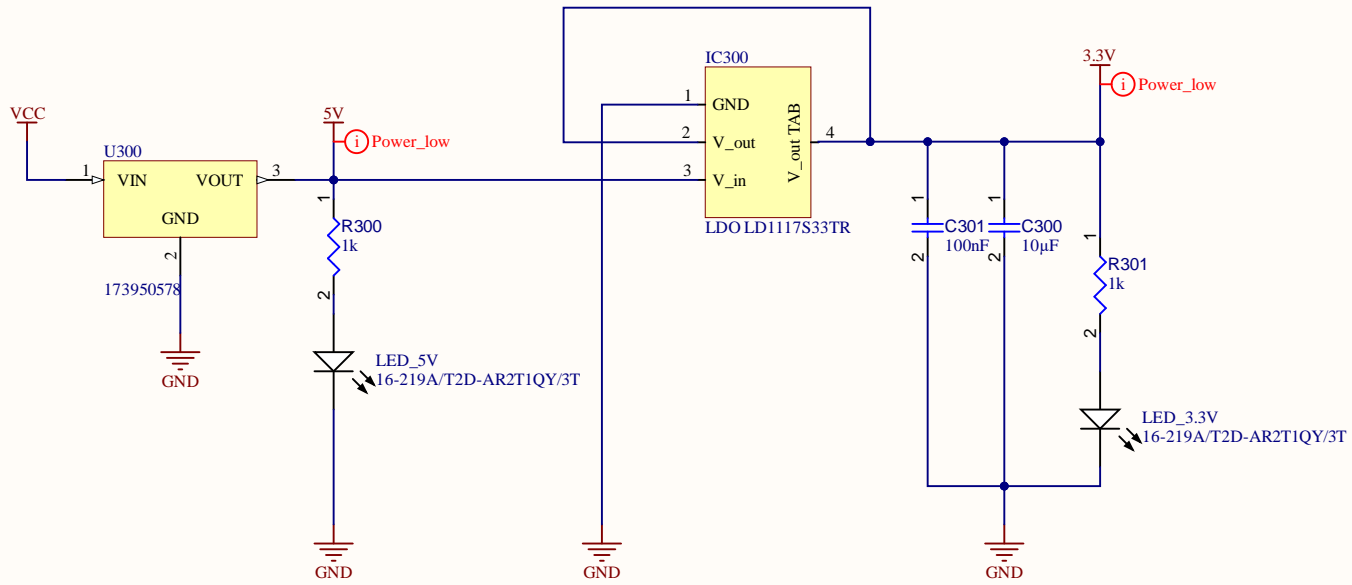 VCC
U300
1
VIN
VOUT
3
GND
2
173950578
GND
5V
i
Power_low
1
R300
1k
2
LED_5V
16-219A/T2D-AR2T1QY/3T
GND
IC300
1
GND
2
V_out
3
V_in
V_out TAB
4
LDO LD1117S33TR
GND
3.3V
i
Power_low
1
C301
100nF
2
1
C300
10µF
2
1
R301
1k
2
LED_3.3V
16-219A/T2D-AR2T1QY/3T
GND